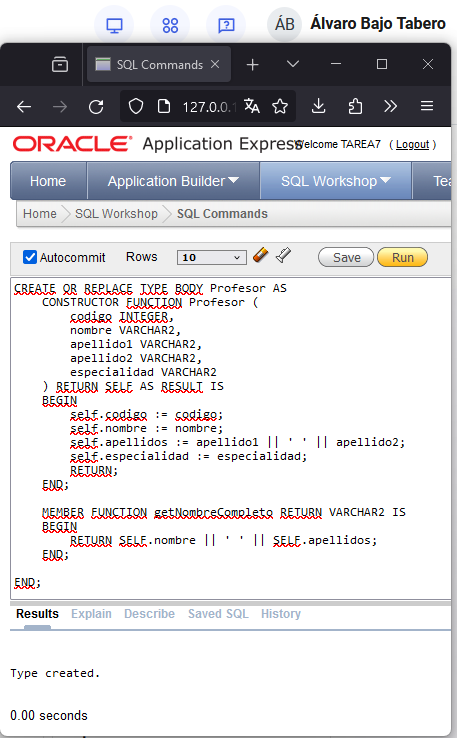 ÁB Álvaro Bajo Tabero
SQL Commands
127.0.0.1
ORACLE Application Express Welcome TAREA7 ( Logout )
Home Application Builder SQL Workshop
Home SQL Workshop SQL Commands
Autocommit Rows 10 Save Run
CREATE OR REPLACE TYPE BODY Profesor AS
CONSTRUCTOR FUNCTION Profesor (
codigo INTEGER,
nombre VARCHAR2,
apellido1 VARCHAR2,
apellido2 VARCHAR2,
especialidad VARCHAR2
) RETURN SELF AS RESULT IS
BEGIN
self.codigo := codigo;
self.nombre := nombre;
self.apellidos := apellido1 || ' ' || apellido2;
self.especialidad := especialidad;
RETURN;
END;
MEMBER FUNCTION getNombreCompleto RETURN VARCHAR2 IS
BEGIN
RETURN SELF.nombre || ' ' || SELF.apellidos;
END;
END;
Results Explain Describe Saved SQL History
Type created.
0.00 seconds